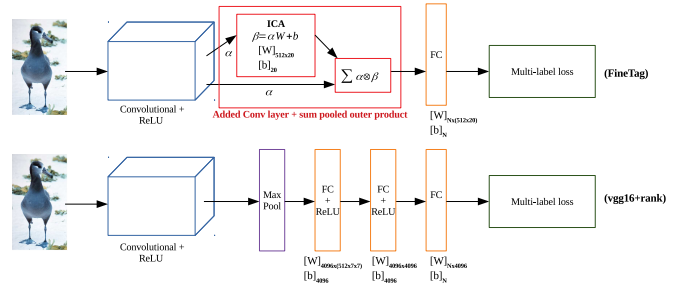 ICA
β=αW+b
[W]512x20
[b]20
α
α
∑ α⊗β
Convolutional +
ReLU
Added Conv layer + sum pooled outer product
FC
[W]Nx(512x20)
[b]N
Multi-label loss
(FineTag)
Convolutional +
ReLU
Max
Pool
FC
+
ReLU
[W]4096x(512x7x7)
[b]4096
FC
+
ReLU
[W]4096x4096
[b]4096
FC
[W]Nx4096
[b]N
Multi-label loss
(vgg16+rank)